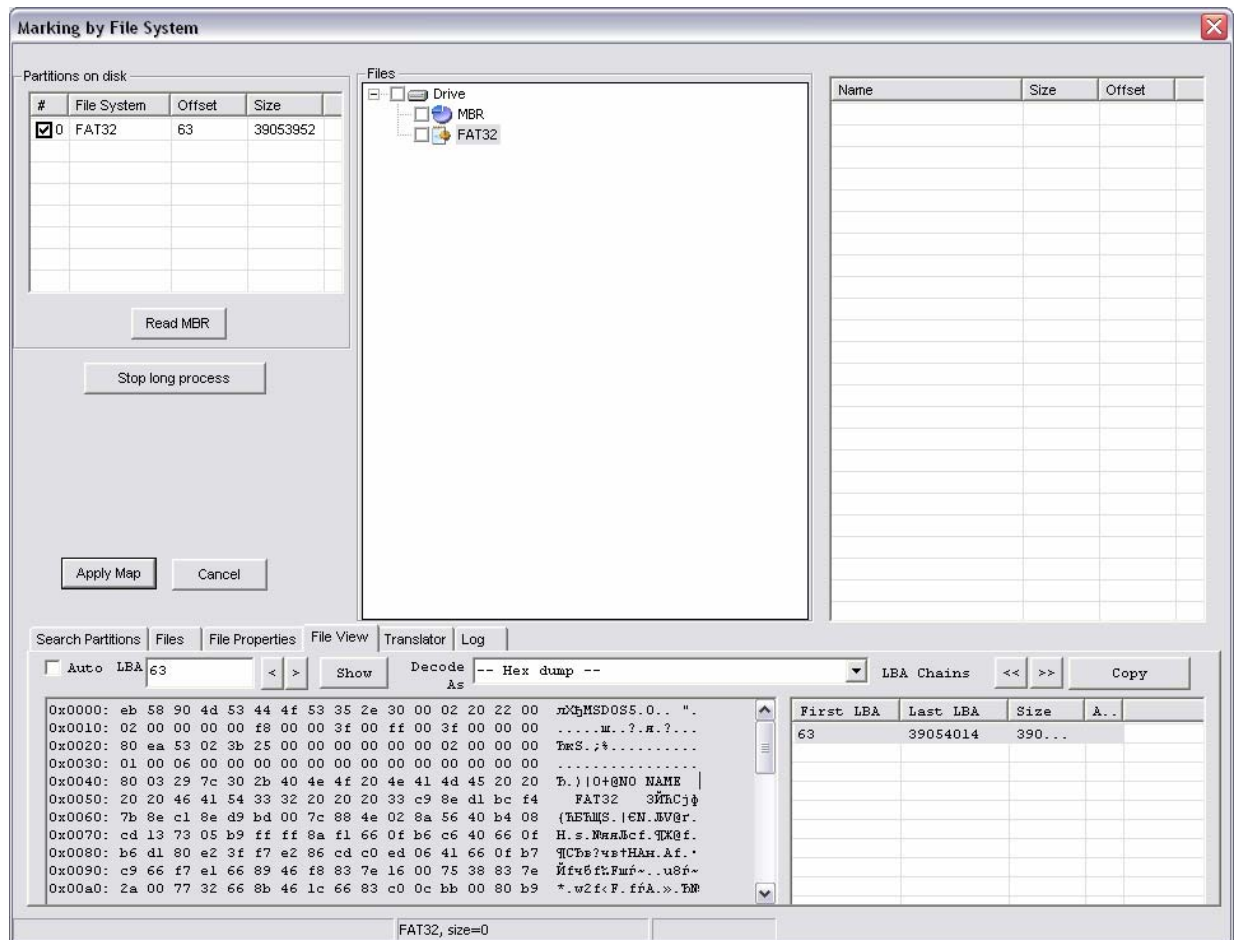 Marking by File System
Partitions on disk
# File System Offset Size
0 FAT32 63 39053952
Read MBR
Stop long process
Apply Map
Cancel
Files
Drive
MBR
FAT32
Name Size Offset
Search Partitions Files File Properties File View Translator Log
Auto LBA 63 < > Show Decode As -- Hex dump -- LBA Chains << >> Copy
0x0000: eb 58 90 4d 53 44 4f 53 35 2e 30 00 02 20 22 00
0x0010: 02 00 00 00 00 f8 00 00 3f 00 ff 00 3f 00 00 00 .....ш..?.я.?...
0x0020: 80 ea 53 02 3b 25 00 00 00 00 00 00 02 00 00 00 ЂкS.;%..........
0x0030: 01 00 06 00 00 00 00 00 00 00 00 00 00 00 00 00 ................
0x0040: 80 03 29 7c 30 2b 40 4e 4f 20 4e 41 4d 45 20 20 Ђ.)|0+@NO NAME
0x0050: 20 20 46 41 54 33 32 20 20 20 33 c9 8e d1 bc f4 FAT32 3ЙЋСјф
0x0060: 7b 8e c1 8e d9 bd 00 7c 88 4e 02 8a 56 40 b4 08
0x0070: cd 13 73 05 b9 ff ff 8a f1 66 0f b6 c6 40 66 0f
0x0080: b6 d1 80 e2 3f f7 e2 86 cd c0 ed 06 41 66 0f b7
0x0090: c9 66 f7 e1 66 89 46 f8 83 7e 16 00 75 38 83 7e
0x00a0: 2a 00 77 32 66 8b 46 1c 66 83 c0 0c bb 00 80 b9
First LBA Last LBA Size A..
63 39054014 390...
FAT32, size=0